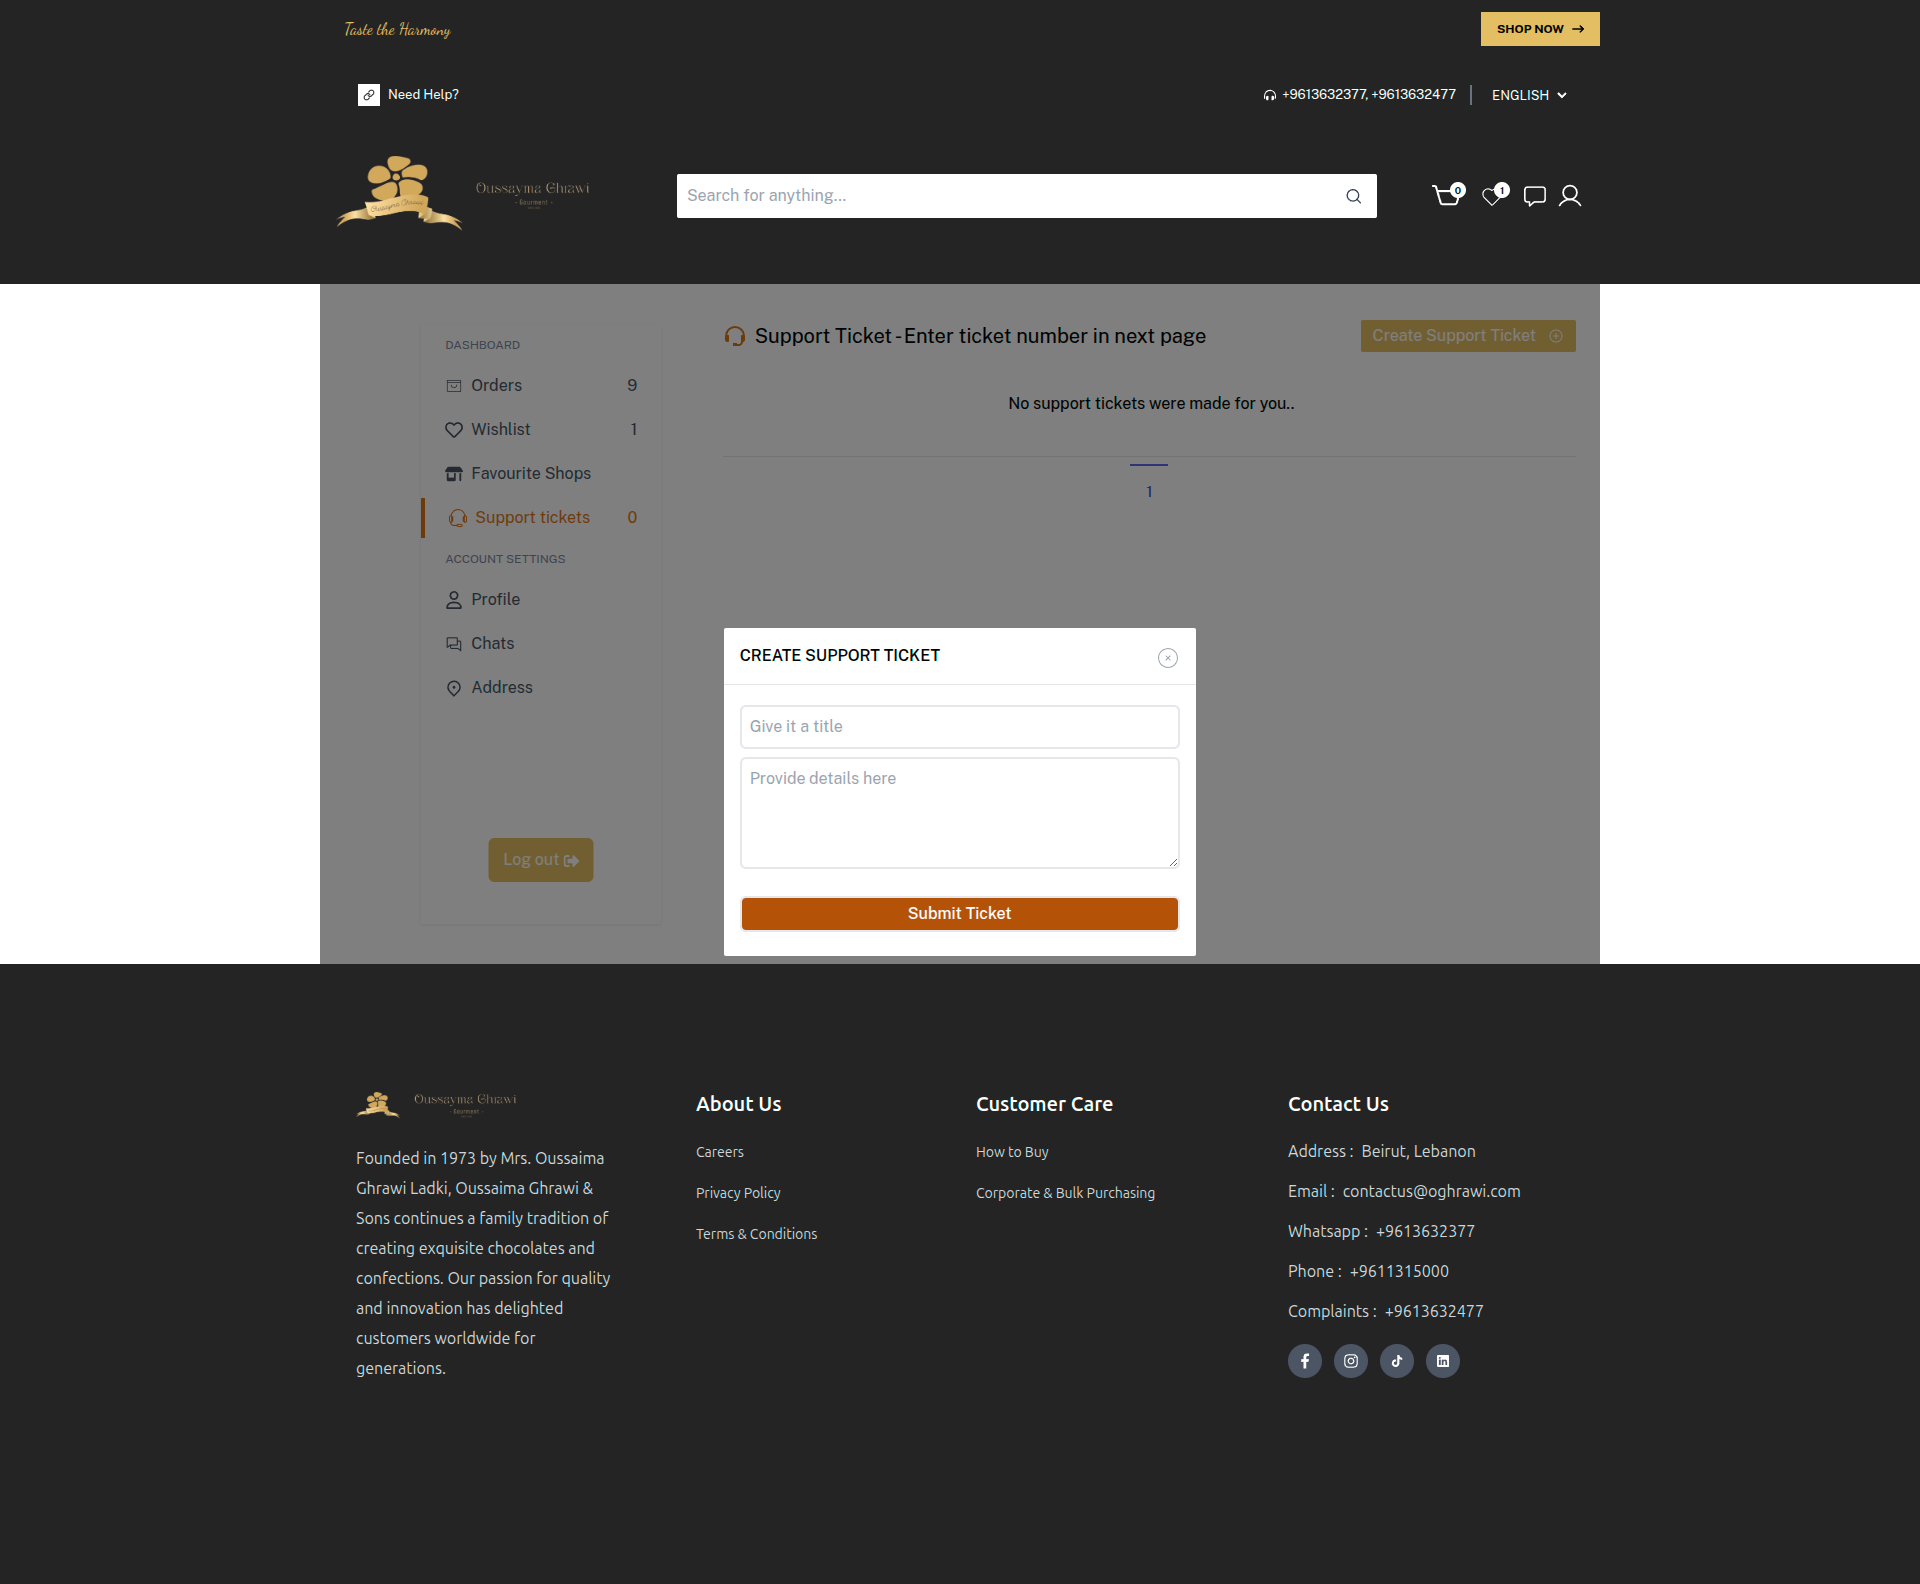 Taste the Harmony
SHOP NOW
Need Help?
+9613632377, +9613632477
ENGLISH
Oussayma Ghrawi
- Gourment -
Search for anything...
0
1
DASHBOARD
Orders 9
Wishlist 1
Favourite Shops
Support tickets 0
ACCOUNT SETTINGS
Profile
Chats
Address
Log out
Support Ticket - Enter ticket number in next page
Create Support Ticket
No support tickets were made for you..
1
CREATE SUPPORT TICKET
Give it a title
Provide details here
Submit Ticket
Oussayma Ghrawi
- Gourment -
Founded in 1973 by Mrs. Oussaima
Ghrawi Ladki, Oussaima Ghrawi &
Sons continues a family tradition of
creating exquisite chocolates and
confections. Our passion for quality
and innovation has delighted
customers worldwide for
generations.
About Us
Careers
Privacy Policy
Terms & Conditions
Customer Care
How to Buy
Corporate & Bulk Purchasing
Contact Us
Address : Beirut, Lebanon
Email : contactus@oghrawi.com
Whatsapp : +9613632377
Phone : +9611315000
Complaints : +9613632477